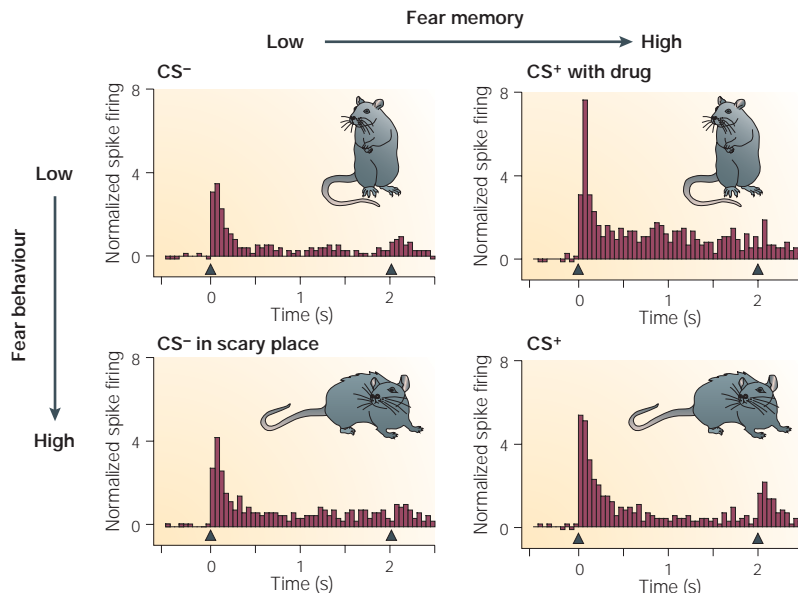 Fear memory
Low High
CS– CS+ with drug
8 8
4 4
0 0
Normalized spike firing Normalized spike firing
0 1 2 0 1 2
Time (s) Time (s)
Low
Fear behaviour
High
CS– in scary place CS+
8 8
4 4
0 0
Normalized spike firing Normalized spike firing
0 1 2 0 1 2
Time (s) Time (s)